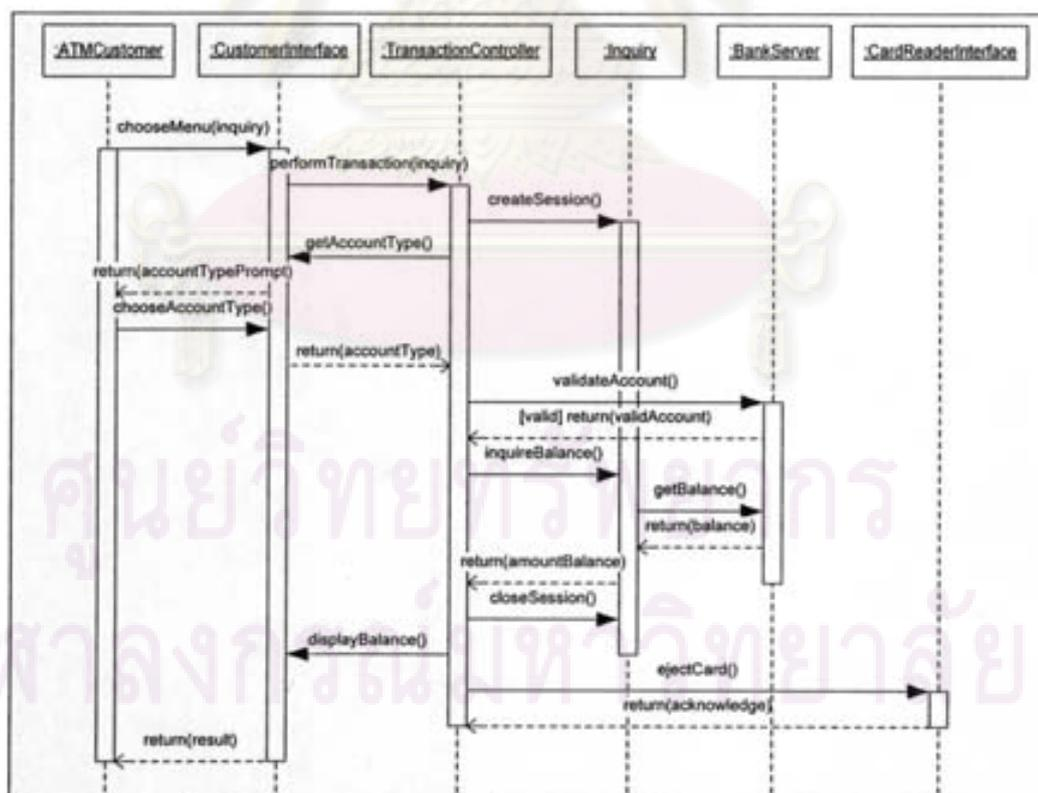 :ATMCustomer
:CustomerInterface
:TransactionController
:Inquiry
:BankServer
:CardReaderInterface
chooseMenu(inquiry)
performTransaction(inquiry)
createSession()
getAccountType()
return(accountTypePrompt)
chooseAccountType()
return(accountType)
validateAccount()
[valid] return(validAccount)
inquireBalance()
getBalance()
return(balance)
return(amountBalance)
closeSession()
displayBalance()
ejectCard()
return(acknowledge)
return(result)
ศูนย์วิทยทรัพยากร
ฬาลงกรณ์มหาวิทยาลัย